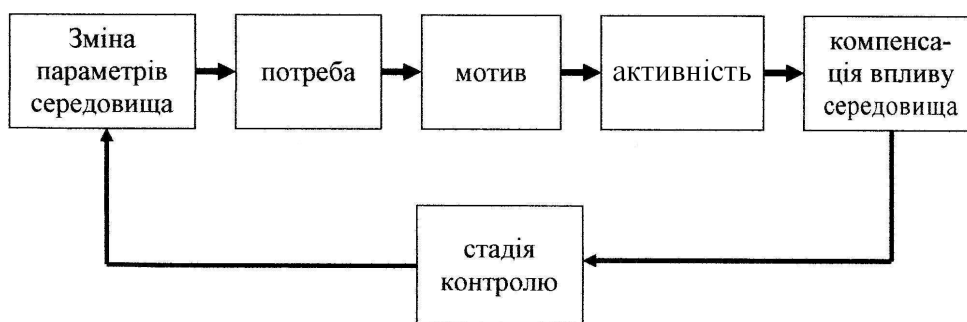 Зміна
параметрів
середовища
потреба
мотив
активність
компенса-
ція впливу
середовища
стадія
контролю